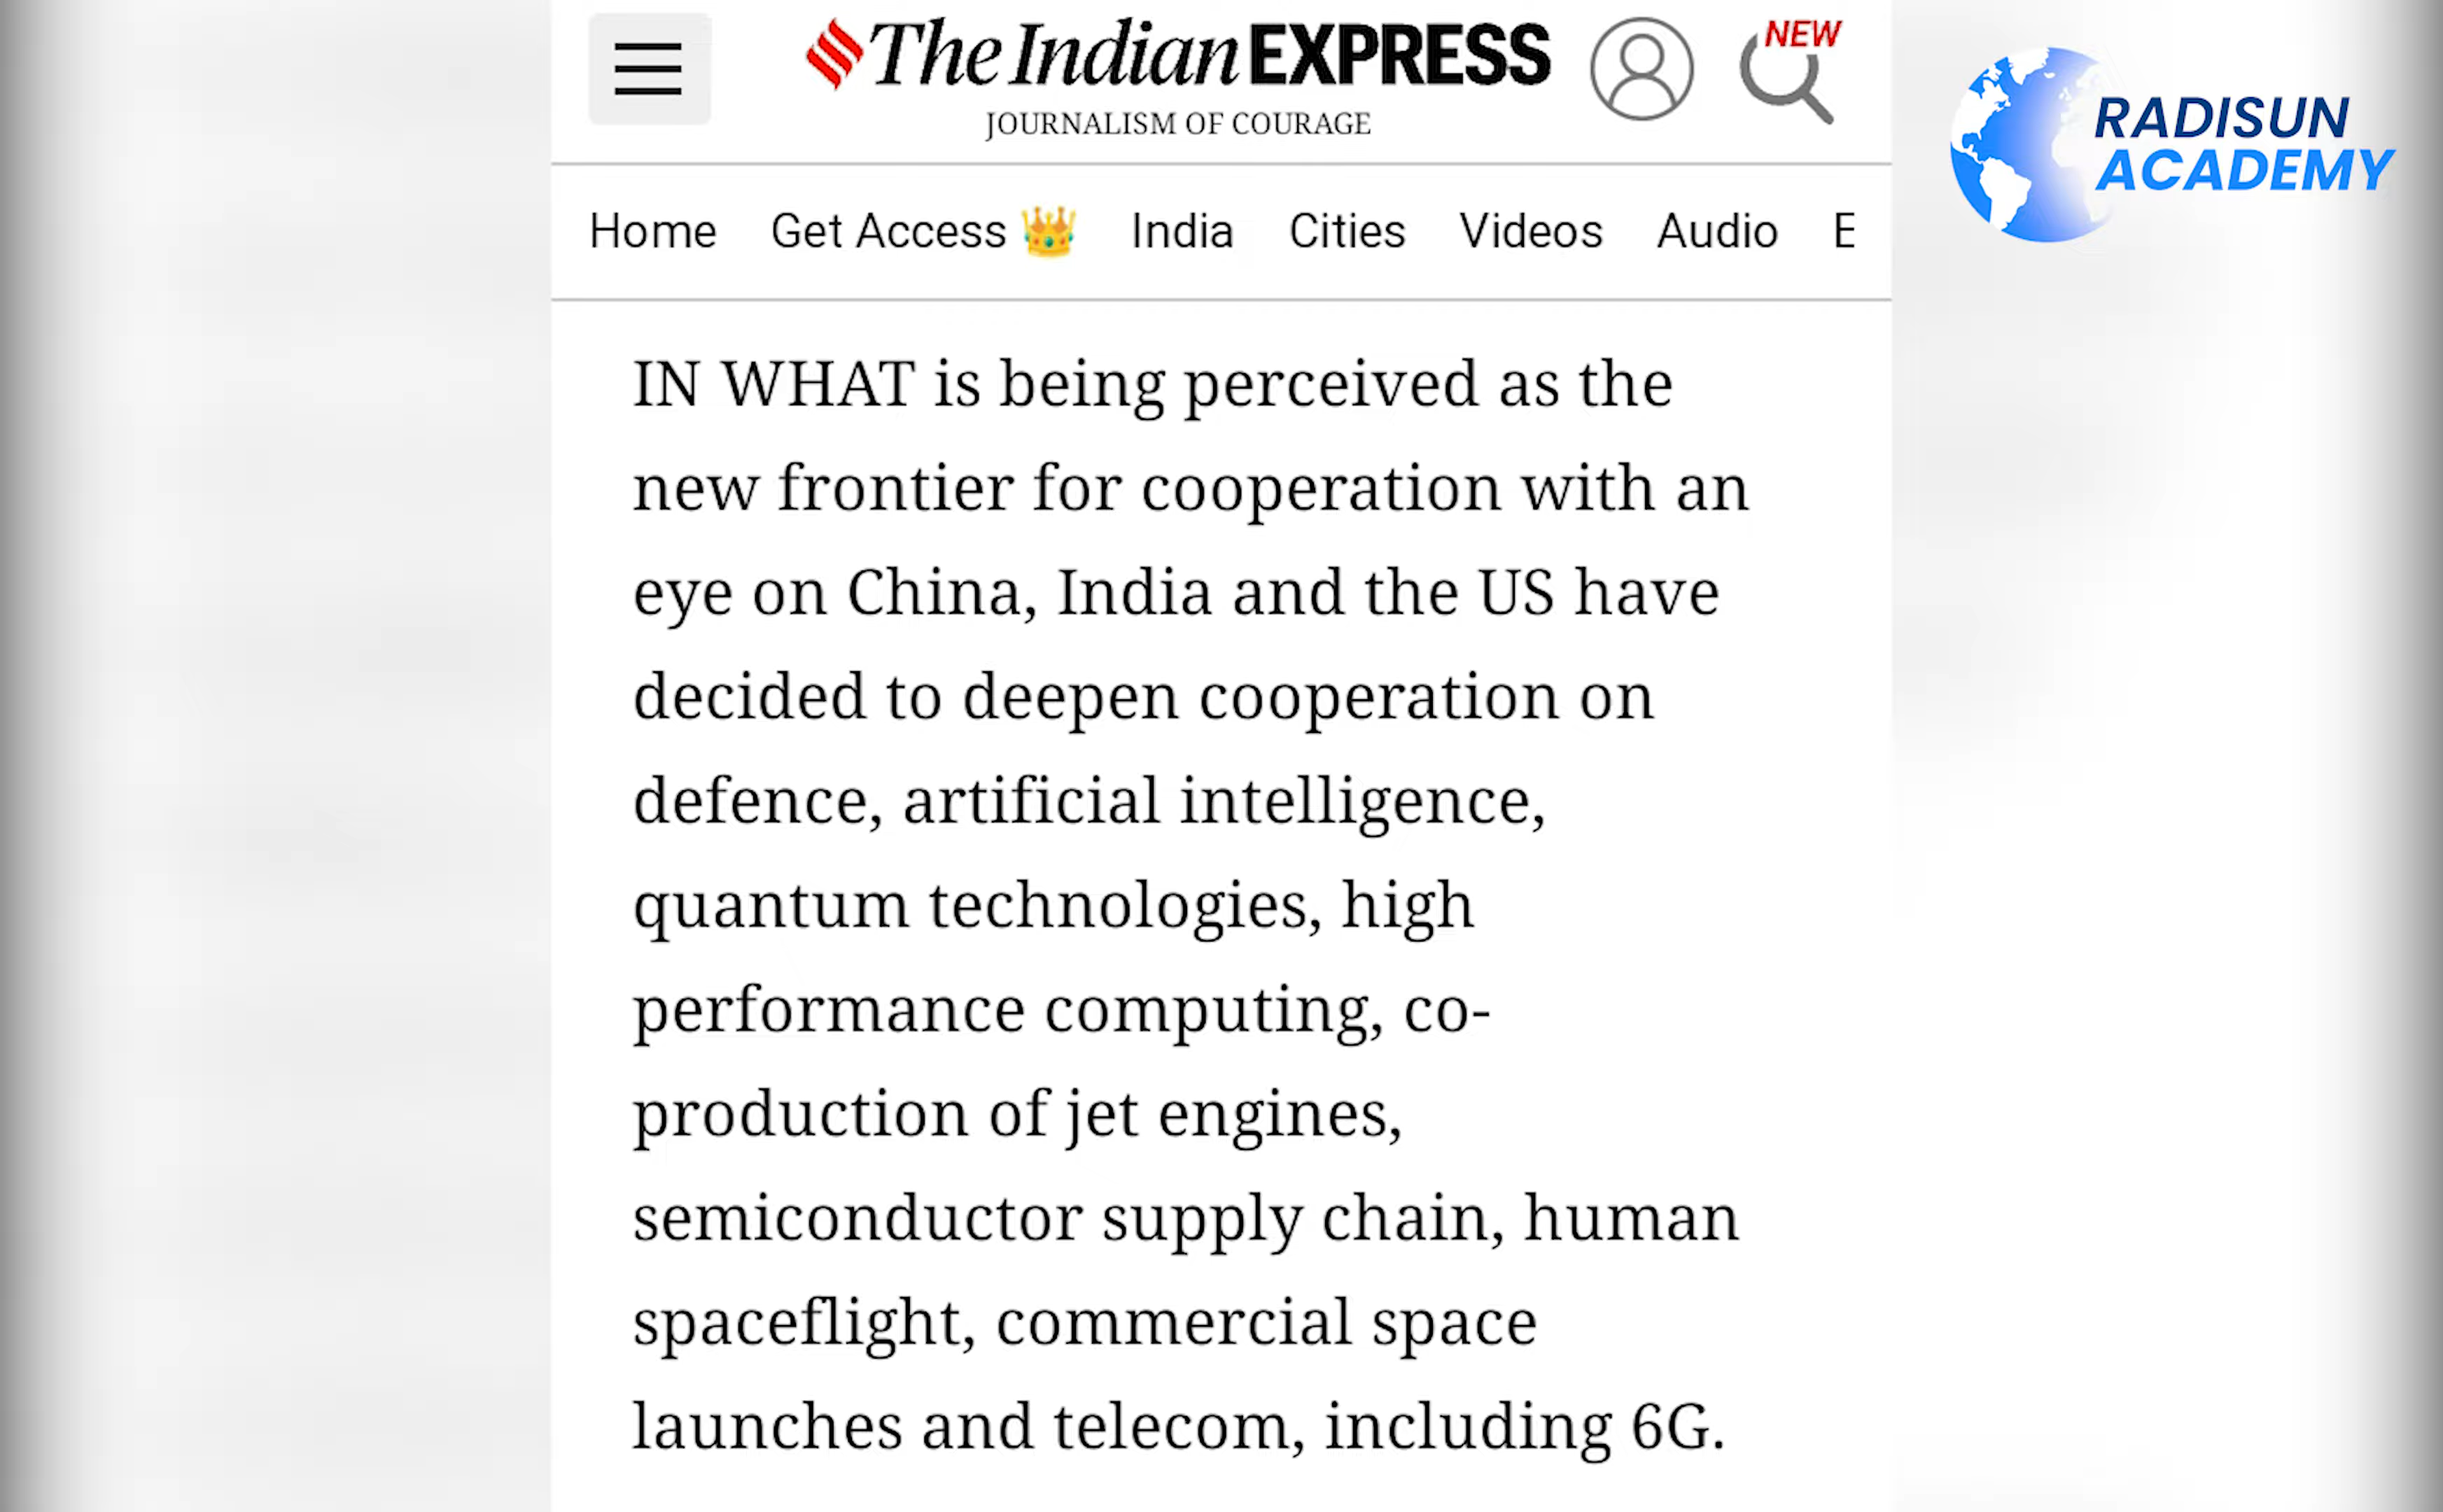 The Indian EXPRESS
JOURNALISM OF COURAGE
NEW
RADISUN
ACADEMY
Home Get Access India Cities Videos Audio E
IN WHAT is being perceived as the
new frontier for cooperation with an
eye on China, India and the US have
decided to deepen cooperation on
defence, artificial intelligence,
quantum technologies, high
performance computing, co-
production of jet engines,
semiconductor supply chain, human
spaceflight, commercial space
launches and telecom, including 6G.